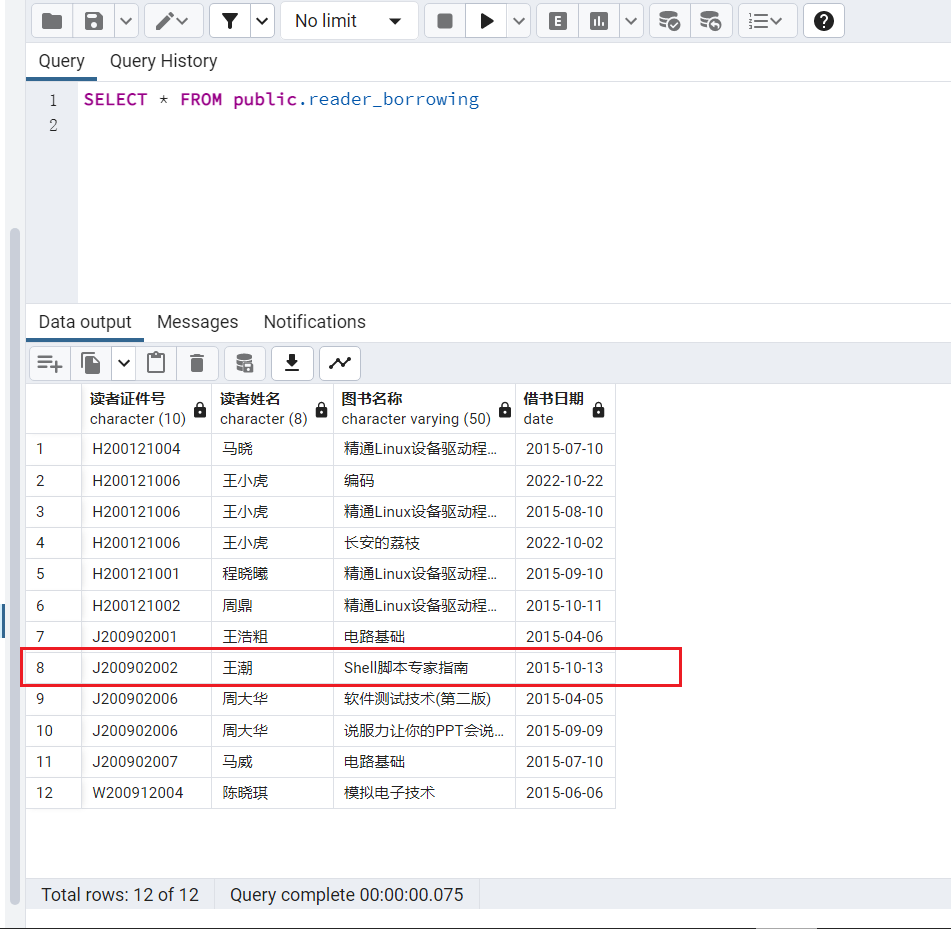 No limit
E
Query Query History
1 SELECT * FROM public.reader_borrowing
2
Data output Messages Notifications
读者证件号 读者姓名 图书名称 借书日期
character (10) character (8) character varying (50) date
1 H200121004 马晓 精通Linux设备驱动程... 2015-07-10
2 H200121006 王小虎 编码 2022-10-22
3 H200121006 王小虎 精通Linux设备驱动程... 2015-08-10
4 H200121006 王小虎 长安的荔枝 2022-10-02
5 H200121001 程晓曦 精通Linux设备驱动程... 2015-09-10
6 H200121002 周鼎 精通Linux设备驱动程... 2015-10-11
7 J200902001 王浩粗 电路基础 2015-04-06
8 J200902002 王潮 Shell脚本专家指南 2015-10-13
9 J200902006 周大华 软件测试技术(第二版) 2015-04-05
10 J200902006 周大华 说服力让你的PPT会说... 2015-09-09
11 J200902007 马威 电路基础 2015-07-10
12 W200912004 陈晓琪 模拟电子技术 2015-06-06
Total rows: 12 of 12 Query complete 00:00:00.075